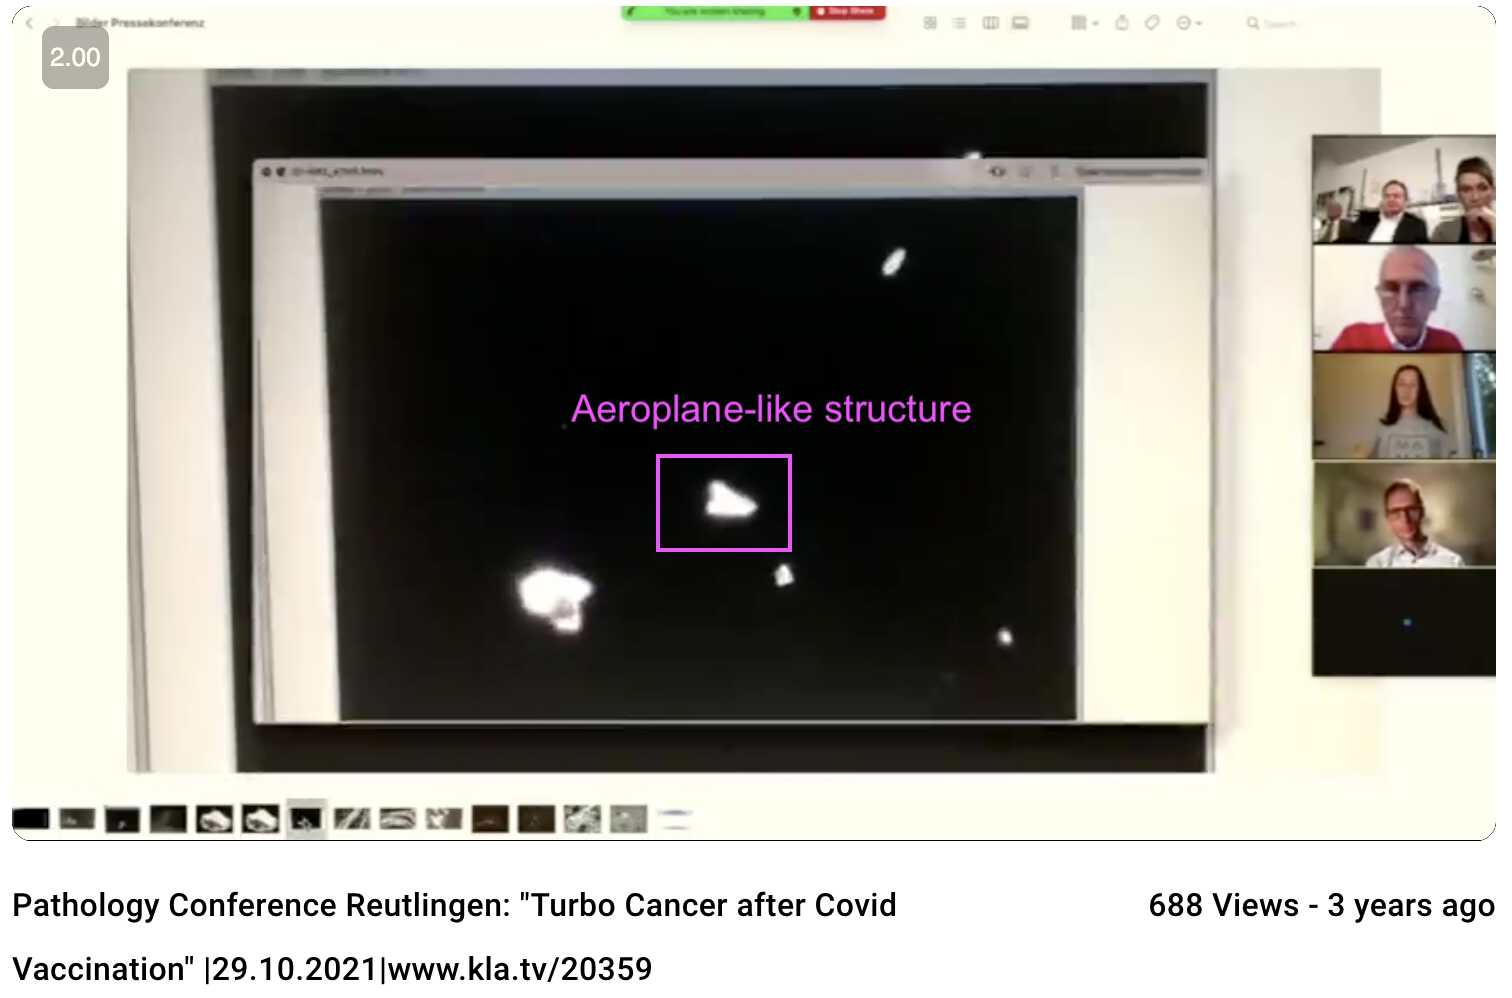 Bilder Pressekonferenz
You are screen sharing
Stop Share
Search
2.00
Aeroplane-like structure
Pathology Conference Reutlingen: "Turbo Cancer after Covid
Vaccination" |29.10.2021|www.kla.tv/20359
688 Views - 3 years ago